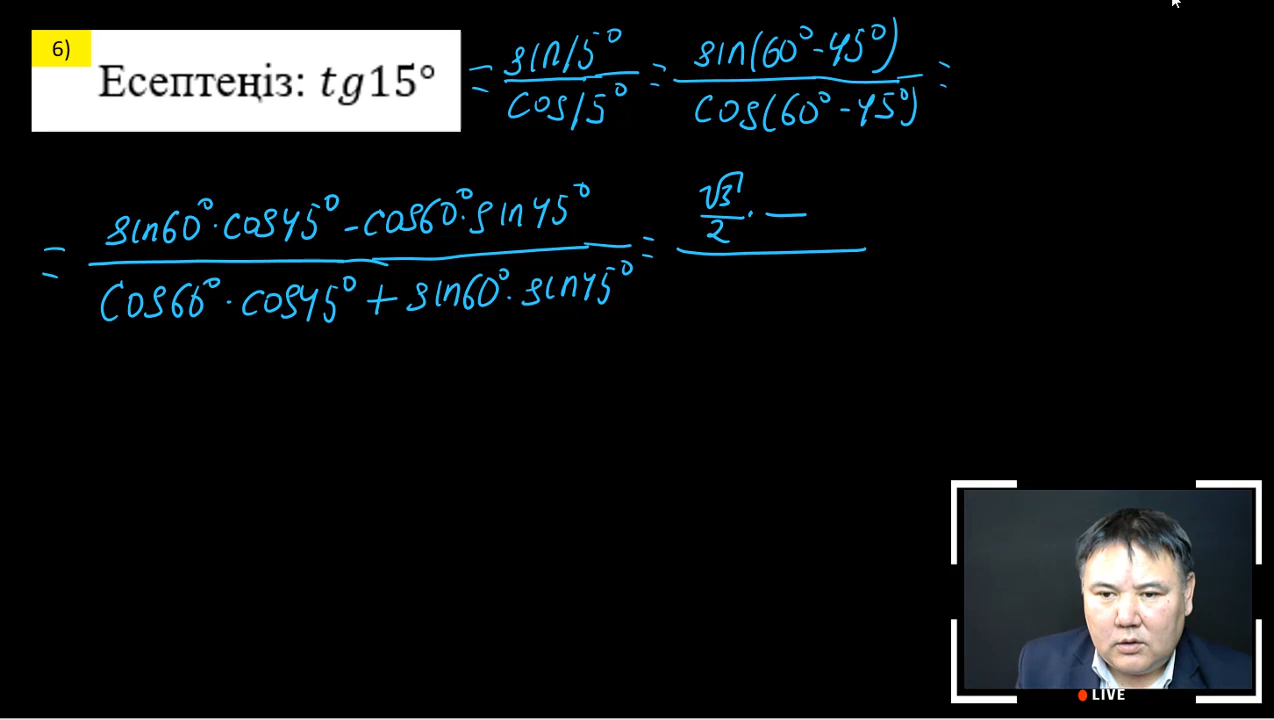 6)
Есептеңіз: tg15° = sin15°/cos15° = sin(60°-45°)/cos(60°-45°) =
= (sin60°·cos45° - cos60°·sin45°)/(cos60°·cos45° + sin60°·sin45°) = √3/2 · —
LIVE